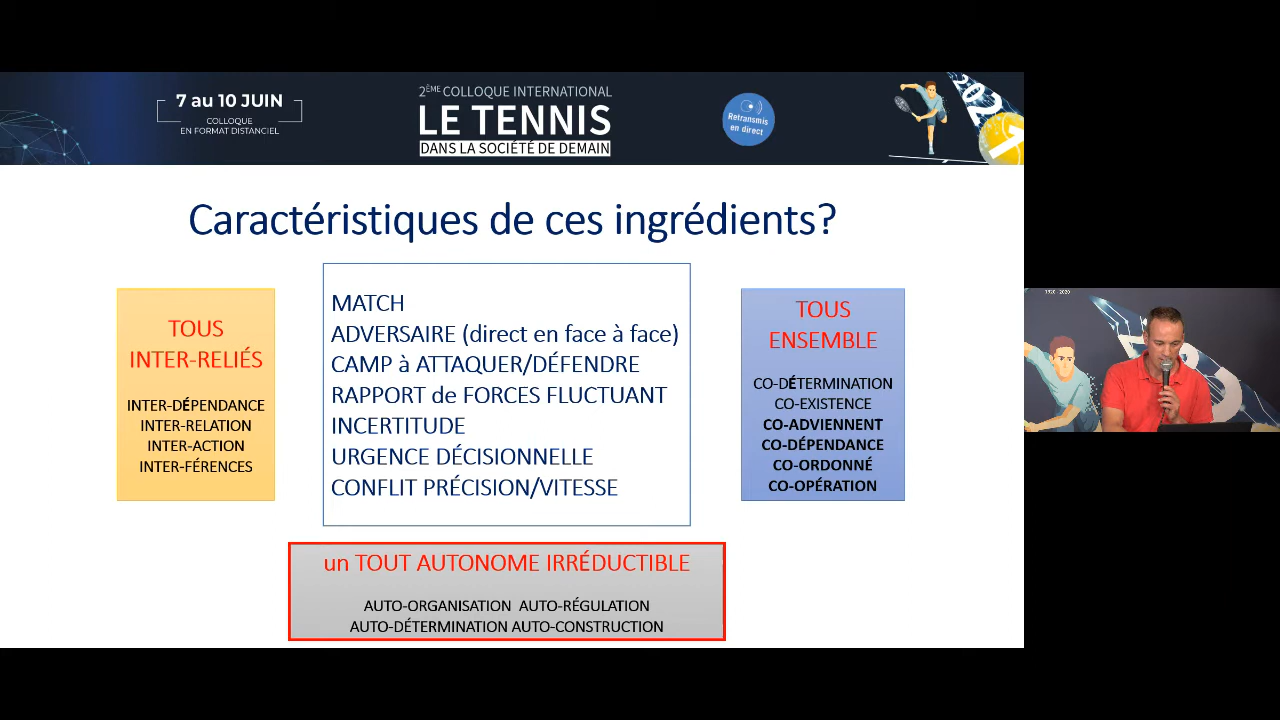 7 au 10 JUIN
COLLOQUE
EN FORMAT DISTANCIEL
2ÈME COLLOQUE INTERNATIONAL
LE TENNIS
DANS LA SOCIÉTÉ DE DEMAIN
Retransmis
en direct
2021
Caractéristiques de ces ingrédients?
TOUS
INTER-RELIÉS
INTER-DÉPENDANCE
INTER-RELATION
INTER-ACTION
INTER-FÉRENCES
MATCH
ADVERSAIRE (direct en face à face)
CAMP à ATTAQUER/DÉFENDRE
RAPPORT de FORCES FLUCTUANT
INCERTITUDE
URGENCE DÉCISIONNELLE
CONFLIT PRÉCISION/VITESSE
TOUS
ENSEMBLE
CO-DÉTERMINATION
CO-EXISTENCE
CO-ADVIENNENT
CO-DÉPENDANCE
CO-ORDONNÉ
CO-OPÉRATION
un TOUT AUTONOME IRRÉDUCTIBLE
AUTO-ORGANISATION AUTO-RÉGULATION
AUTO-DÉTERMINATION AUTO-CONSTRUCTION
1920 - 2020